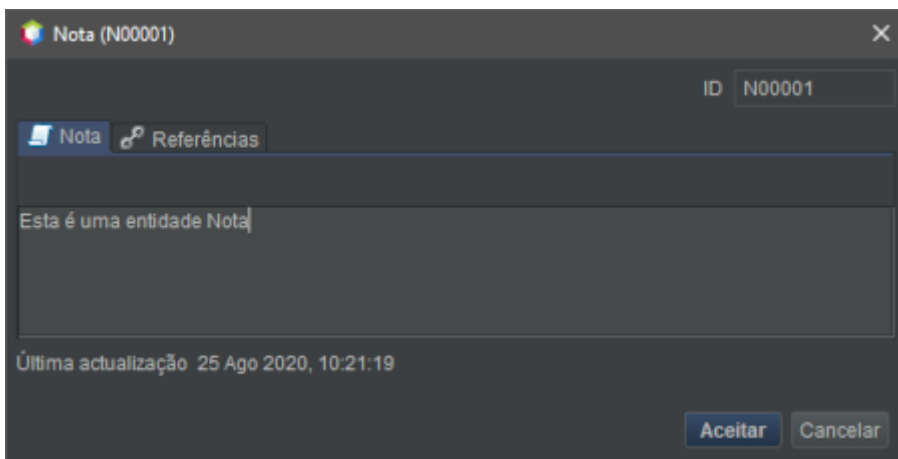 Nota (N00001)
ID N00001
Nota Referências
Esta é uma entidade Nota
Última actualização 25 Ago 2020, 10:21:19
Aceitar Cancelar